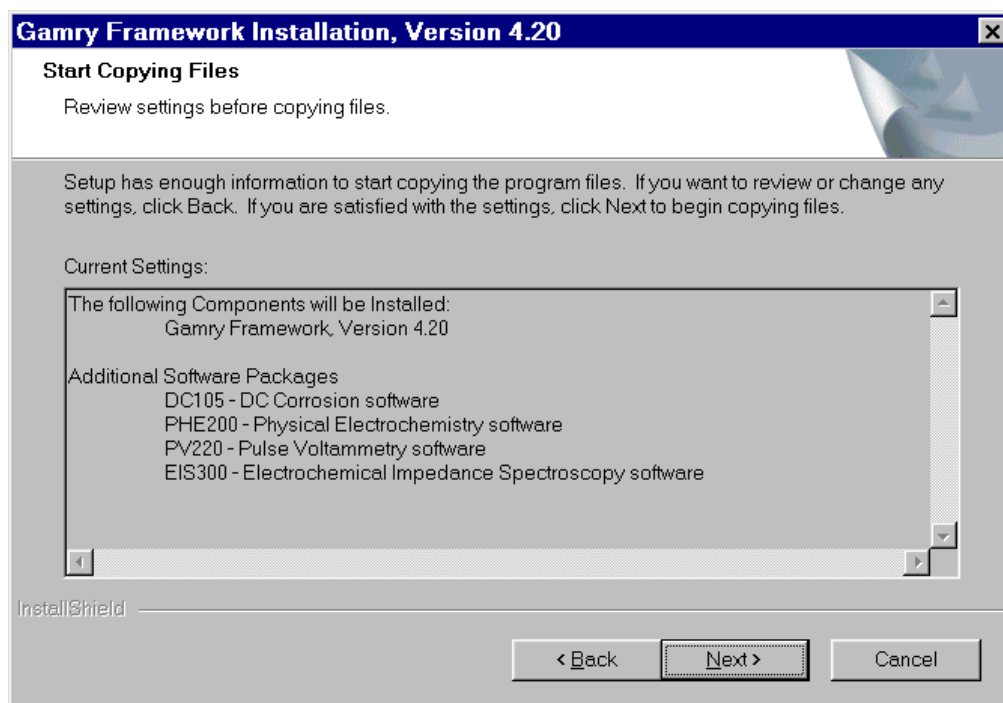 Gamry Framework Installation, Version 4.20
Start Copying Files
Review settings before copying files.
Setup has enough information to start copying the program files. If you want to review or change any
settings, click Back. If you are satisfied with the settings, click Next to begin copying files.
Current Settings:
The following Components will be Installed:
Gamry Framework, Version 4.20
Additional Software Packages
DC105 - DC Corrosion software
PHE200 - Physical Electrochemistry software
PV220 - Pulse Voltammetry software
EIS300 - Electrochemical Impedance Spectroscopy software
InstallShield
< Back Next > Cancel